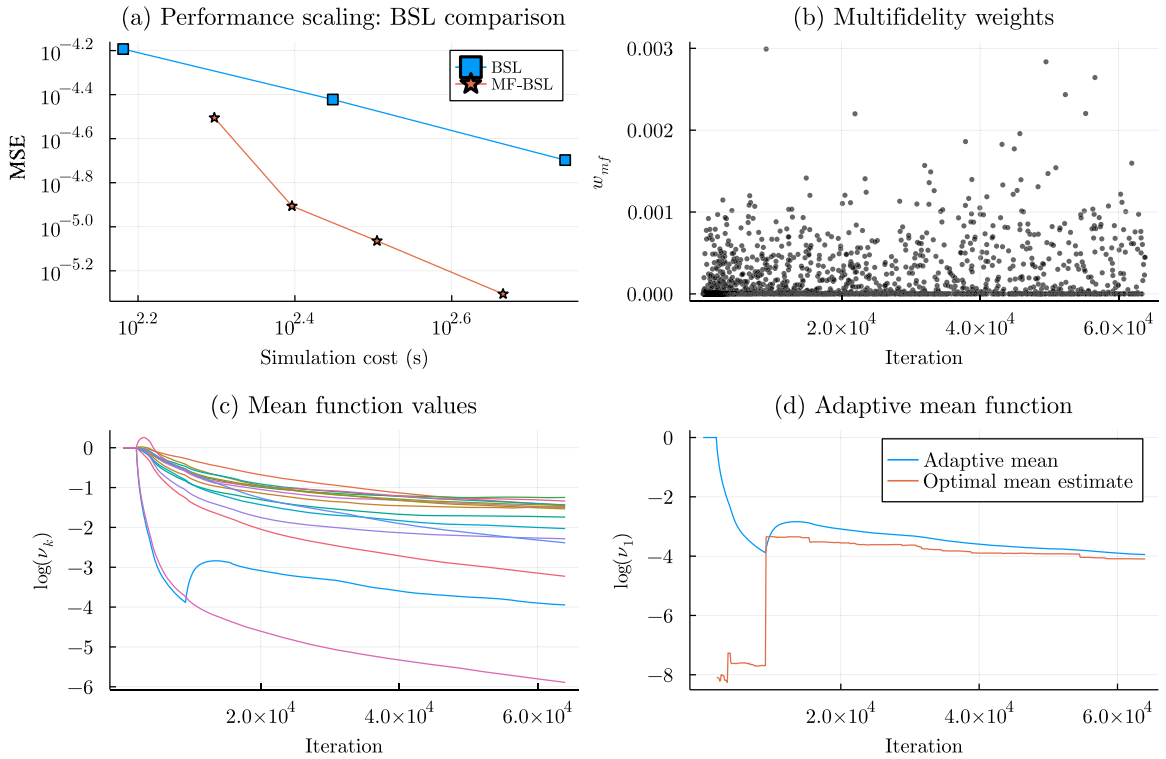 (a) Performance scaling: BSL comparison
MSE
10^−4.2
10^−4.4
10^−4.6
10^−4.8
10^−5.0
10^−5.2
BSL
MF-BSL
10^2.2
10^2.4
10^2.6
Simulation cost (s)
(b) Multifidelity weights
w_mf
0.003
0.002
0.001
0.000
2.0×10^4
4.0×10^4
6.0×10^4
Iteration
(c) Mean function values
log(ν_k)
0
−1
−2
−3
−4
−5
−6
2.0×10^4
4.0×10^4
6.0×10^4
Iteration
(d) Adaptive mean function
log(ν_1)
0
−2
−4
−6
−8
Adaptive mean
Optimal mean estimate
2.0×10^4
4.0×10^4
6.0×10^4
Iteration